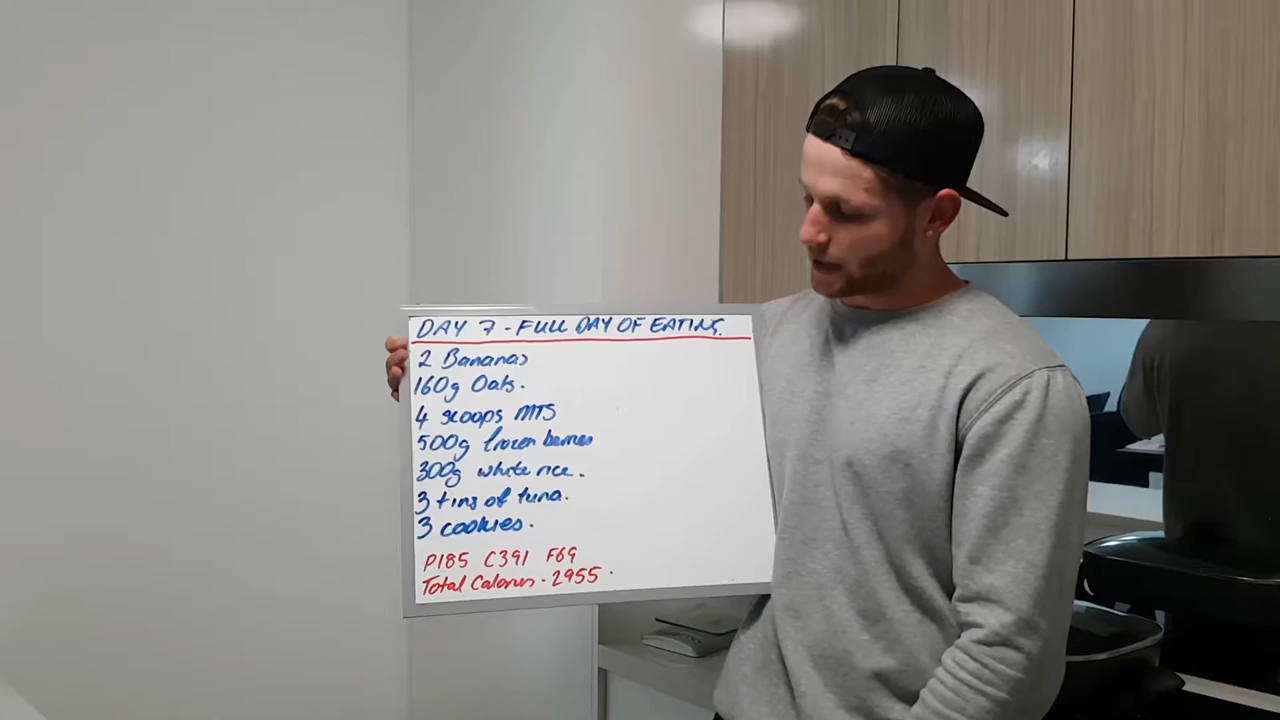 DAY 7 - FULL DAY OF EATING.
2 Bananas
160g Oats.
4 scoops MTS
500g frozen berries
300g white rice.
3 tins of tuna.
3 cookies.
P185 C391 F69
Total Calories - 2955.